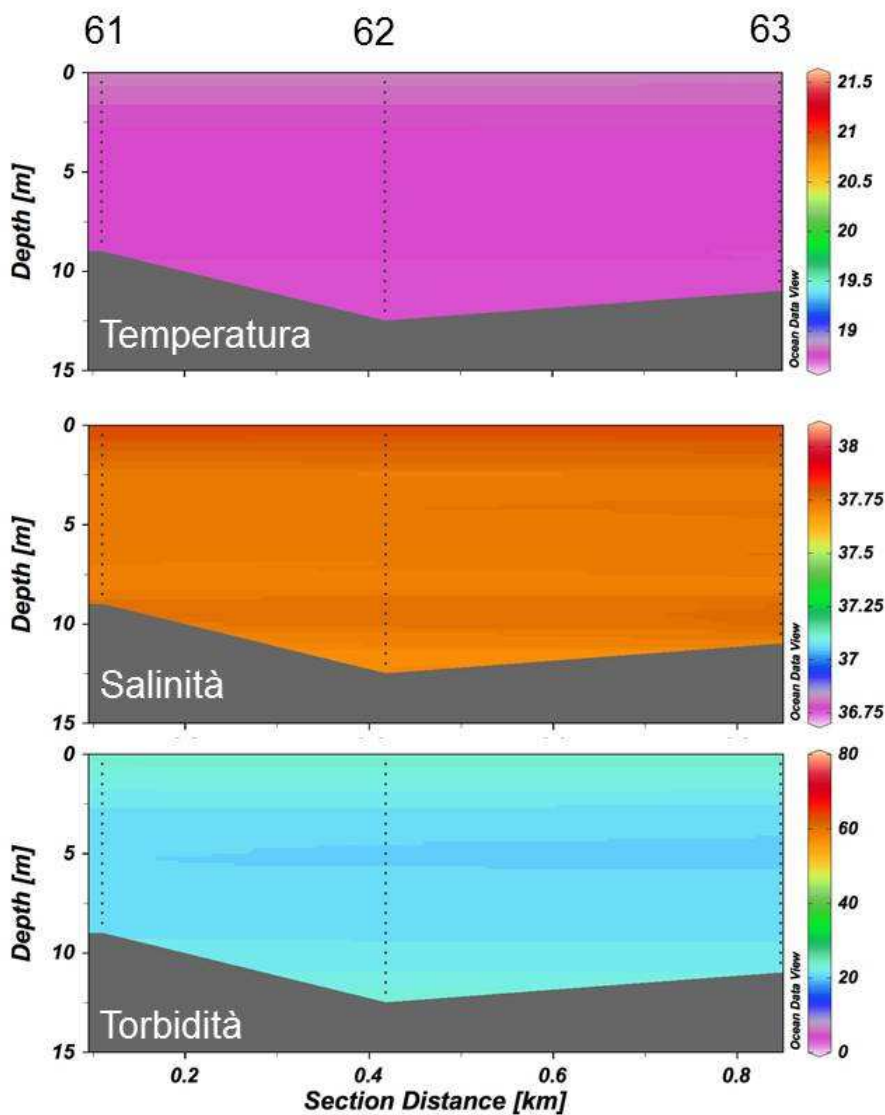 61 62 63
0
5
10
15
Depth [m]
Temperatura
21.5
21
20.5
20
19.5
19
Ocean Data View
0
5
10
15
Depth [m]
Salinità
38
37.75
37.5
37.25
37
36.75
Ocean Data View
0
5
10
15
Depth [m]
Torbidità
80
60
40
20
0
Ocean Data View
0.2 0.4 0.6 0.8
Section Distance [km]